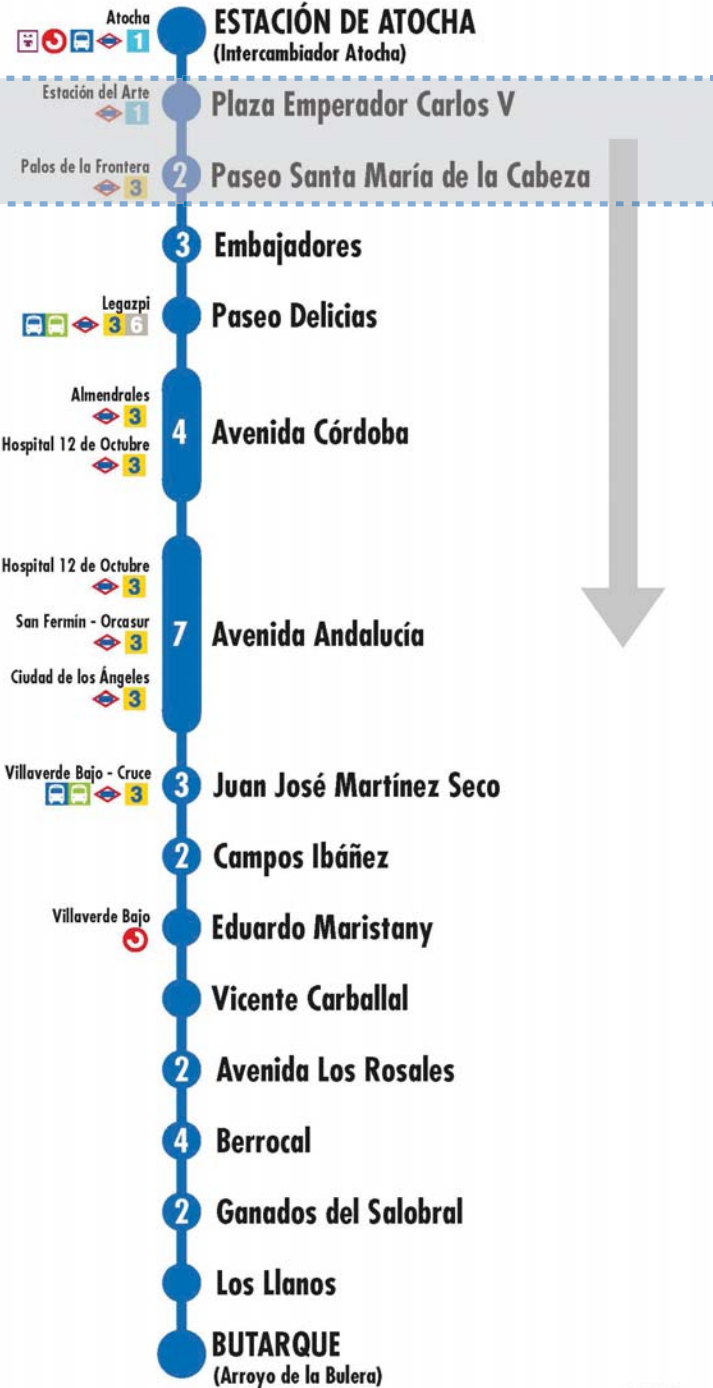 Atocha
1
ESTACIÓN DE ATOCHA
(Intercambiador Atocha)
Estación del Arte
1
Plaza Emperador Carlos V
Palos de la Frontera
3
2
Paseo Santa María de la Cabeza
3
Embajadores
Legazpi
3 6
Paseo Delicias
Almendrales
3
Hospital 12 de Octubre
3
4
Avenida Córdoba
Hospital 12 de Octubre
3
San Fermín - Orcasur
3
Ciudad de los Ángeles
3
7
Avenida Andalucía
Villaverde Bajo - Cruce
3
3
Juan José Martínez Seco
2
Campos Ibáñez
Villaverde Bajo
Eduardo Maristany
Vicente Carballal
2
Avenida Los Rosales
4
Berrocal
2
Ganados del Salobral
Los Llanos
BUTARQUE
(Arroyo de la Bulera)